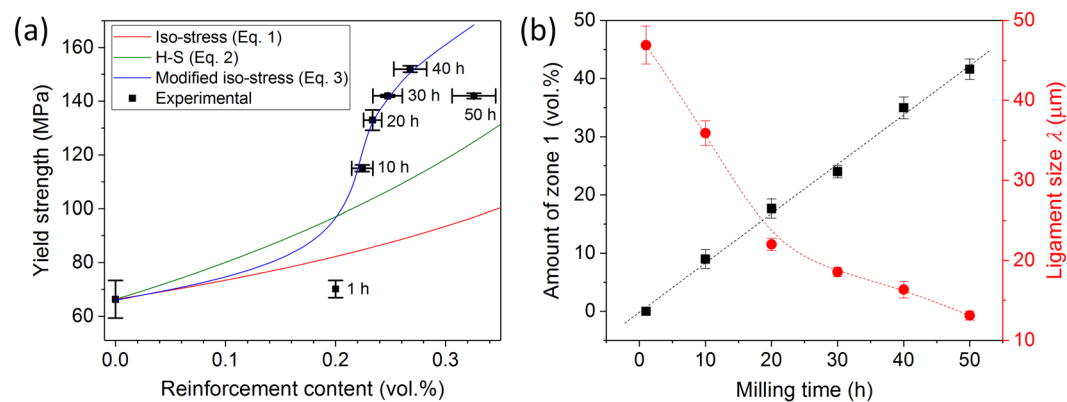 (a)
Iso-stress (Eq. 1)
H-S (Eq. 2)
Modified iso-stress (Eq. 3)
Experimental
40 h
30 h
50 h
20 h
10 h
1 h
160
140
120
100
80
60
Yield strength (MPa)
0.0 0.1 0.2 0.3
Reinforcement content (vol.%)
(b)
50
40
30
20
10
0
Amount of zone 1 (vol.%)
50
40
30
20
10
Ligament size λ (μm)
0 10 20 30 40 50
Milling time (h)